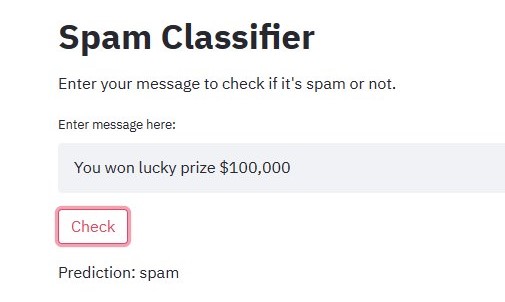 Spam Classifier
Enter your message to check if it's spam or not.
Enter message here:
You won lucky prize $100,000
Check
Prediction: spam